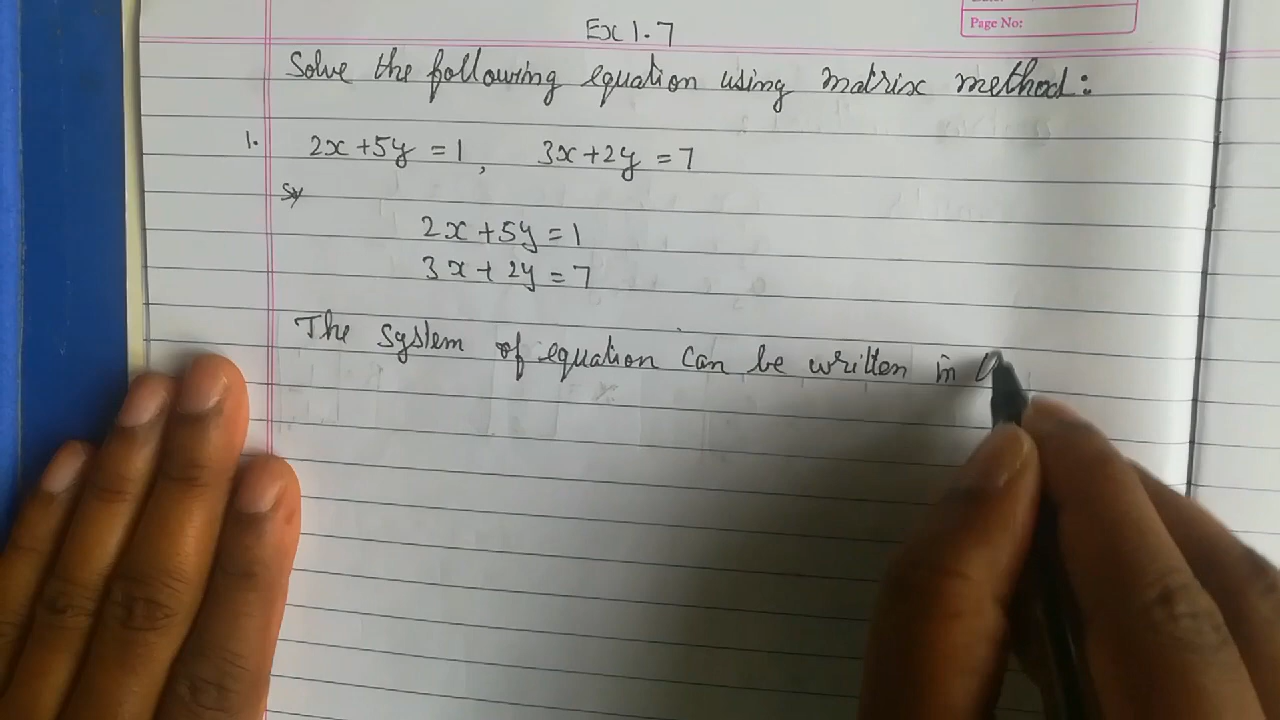 Page No:
Ex 1.7
Solve the following equation using matrix method:
1. 2x+5y=1, 3x+2y=7
2x+5y=1
3x+2y=7
The system of equation can be written in